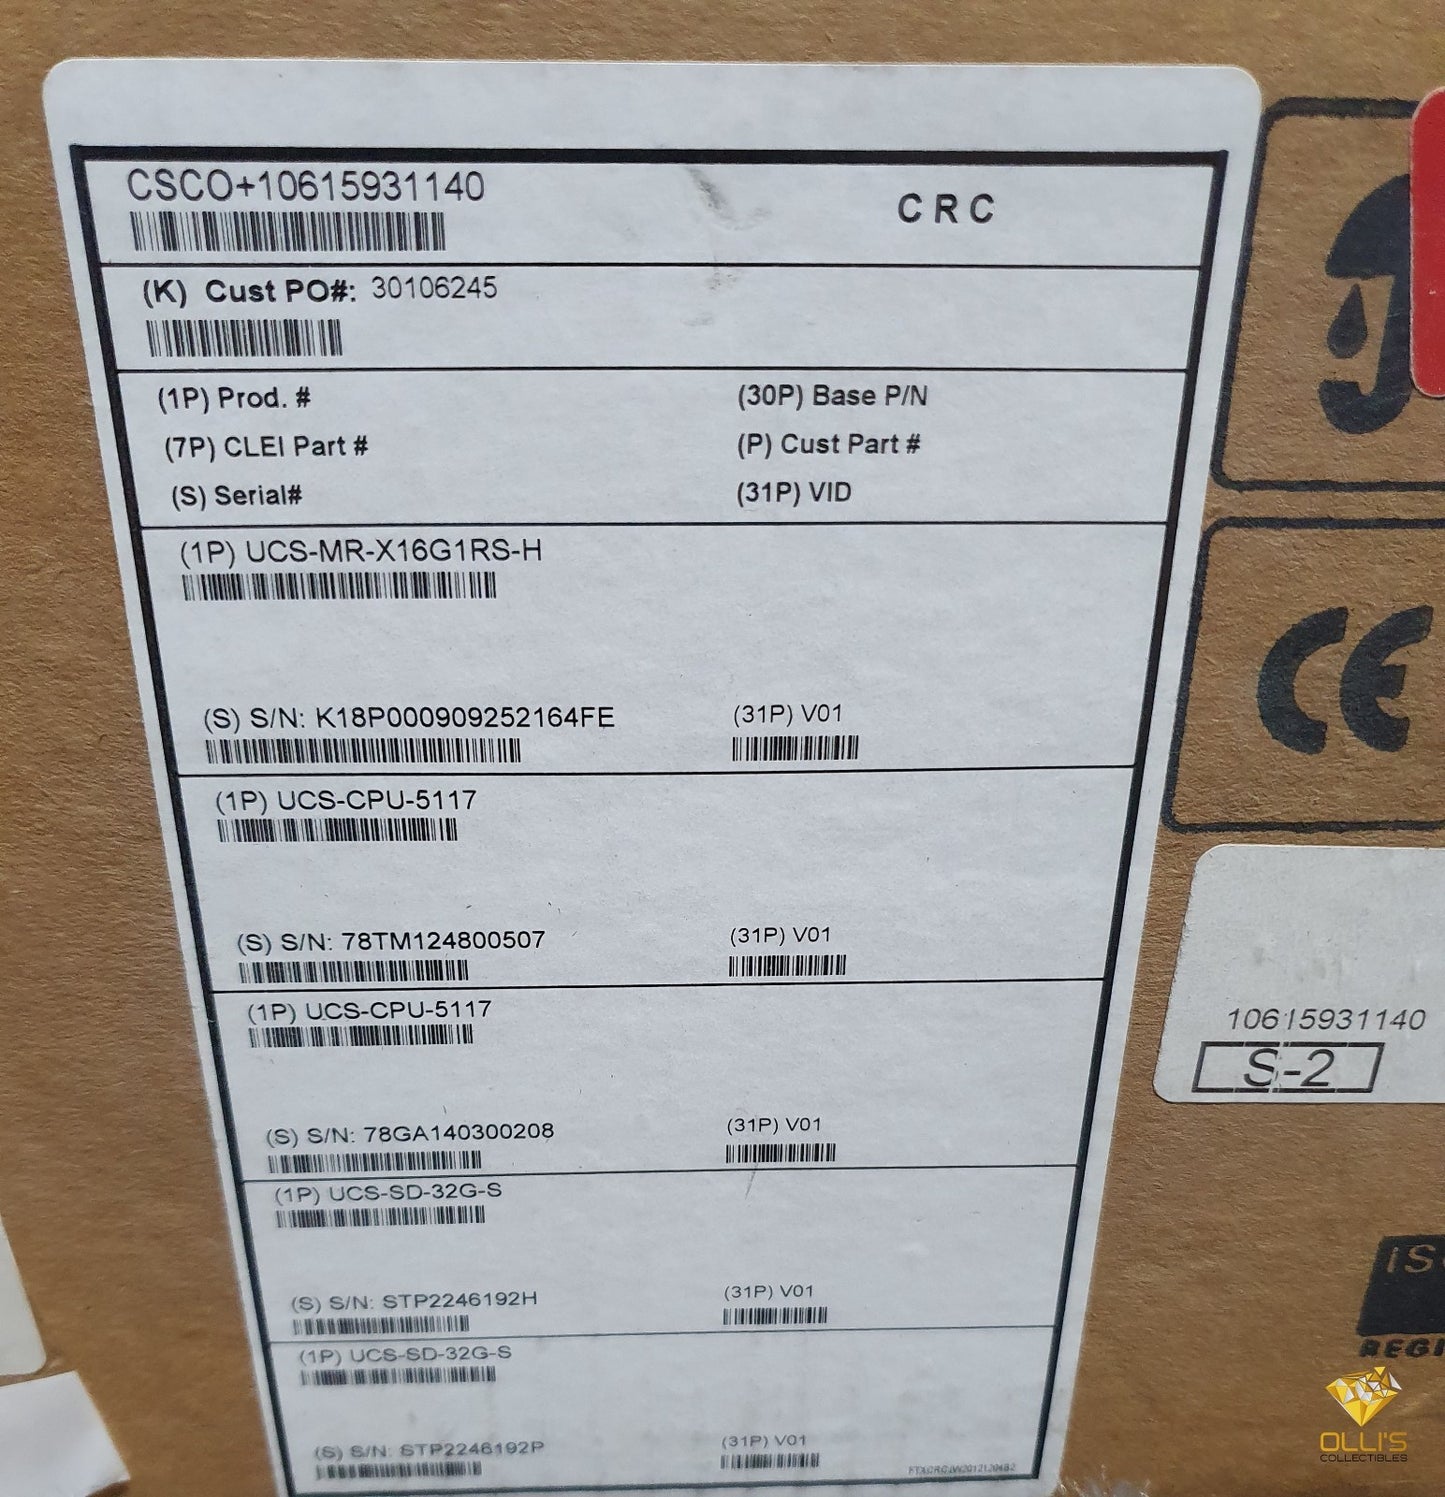 CSCO+10615931140
CRC
(K) Cust PO#: 30106245
(1P) Prod. # (30P) Base P/N
(7P) CLEI Part # (P) Cust Part #
(S) Serial# (31P) VID
(1P) UCS-MR-X16G1RS-H
(S) S/N: K18P000909252164FE (31P) V01
(1P) UCS-CPU-5117
(S) S/N: 78TM124800507 (31P) V01
(1P) UCS-CPU-5117
(S) S/N: 78GA140300208 (31P) V01
(1P) UCS-SD-32G-S
(S) S/N: STP2246192H (31P) V01
(1P) UCS-SD-32G-S
(S) S/N: STP2246192P (31P) V01
CE
10615931140
S-2
OLLI'S
COLLECTIBLES